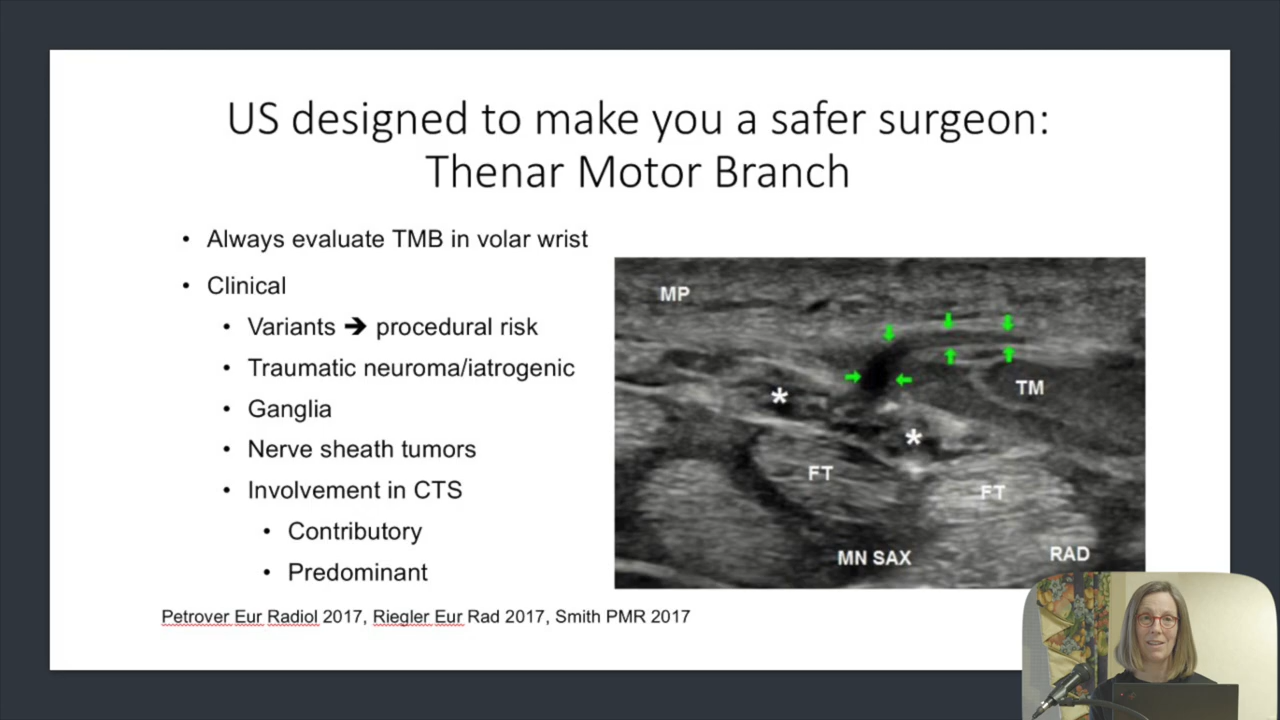 US designed to make you a safer surgeon:
Thenar Motor Branch
• Always evaluate TMB in volar wrist
• Clinical
• Variants ➔ procedural risk
• Traumatic neuroma/iatrogenic
• Ganglia
• Nerve sheath tumors
• Involvement in CTS
• Contributory
• Predominant
MP
*
TM
*
FT
FT
MN SAX
RAD
Petrover Eur Radiol 2017, Riegler Eur Rad 2017, Smith PMR 2017